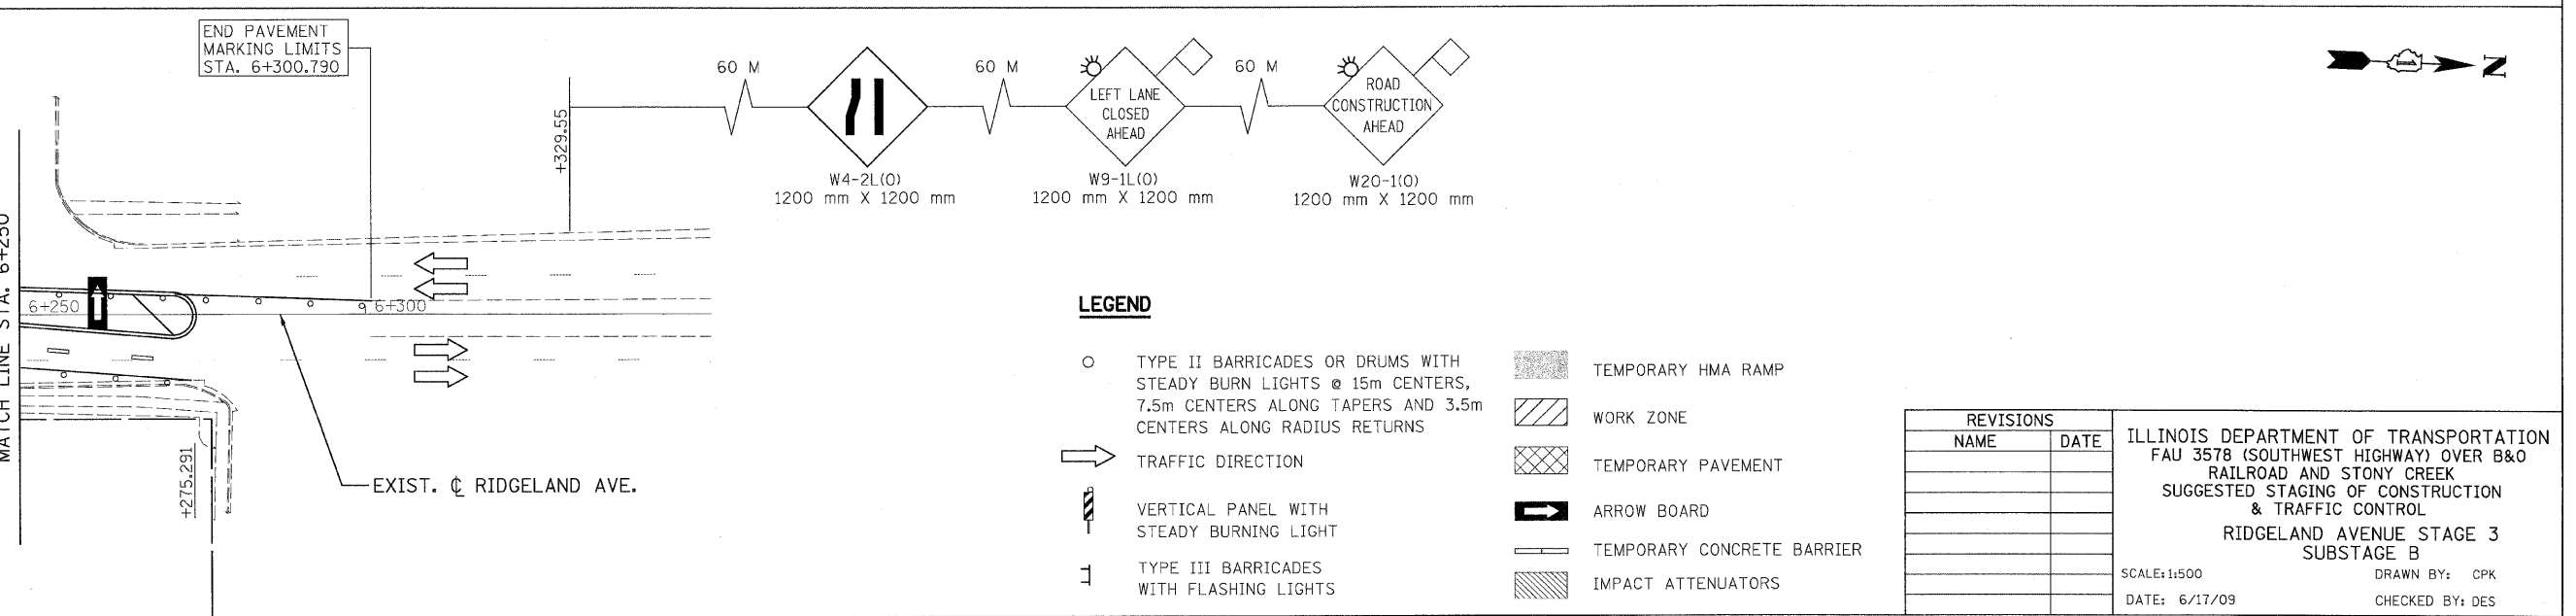 END PAVEMENT
MARKING LIMITS
STA. 6+300.790
MATCH LINE STA. 6+250
6+250
6+300
+329.55
+275.291
EXIST. ℄ RIDGELAND AVE.
60 M
W4-2L(O)
1200 mm X 1200 mm
60 M
LEFT LANE
CLOSED
AHEAD
W9-1L(O)
1200 mm X 1200 mm
60 M
ROAD
CONSTRUCTION
AHEAD
W20-1(O)
1200 mm X 1200 mm
N
LEGEND
TYPE II BARRICADES OR DRUMS WITH
STEADY BURN LIGHTS @ 15m CENTERS,
7.5m CENTERS ALONG TAPERS AND 3.5m
CENTERS ALONG RADIUS RETURNS
TRAFFIC DIRECTION
VERTICAL PANEL WITH
STEADY BURNING LIGHT
TYPE III BARRICADES
WITH FLASHING LIGHTS
TEMPORARY HMA RAMP
WORK ZONE
TEMPORARY PAVEMENT
ARROW BOARD
TEMPORARY CONCRETE BARRIER
IMPACT ATTENUATORS
REVISIONS
NAME DATE
ILLINOIS DEPARTMENT OF TRANSPORTATION
FAU 3578 (SOUTHWEST HIGHWAY) OVER B&O
RAILROAD AND STONY CREEK
SUGGESTED STAGING OF CONSTRUCTION
& TRAFFIC CONTROL
RIDGELAND AVENUE STAGE 3
SUBSTAGE B
SCALE: 1:500 DRAWN BY: CPK
DATE: 6/17/09 CHECKED BY: DES